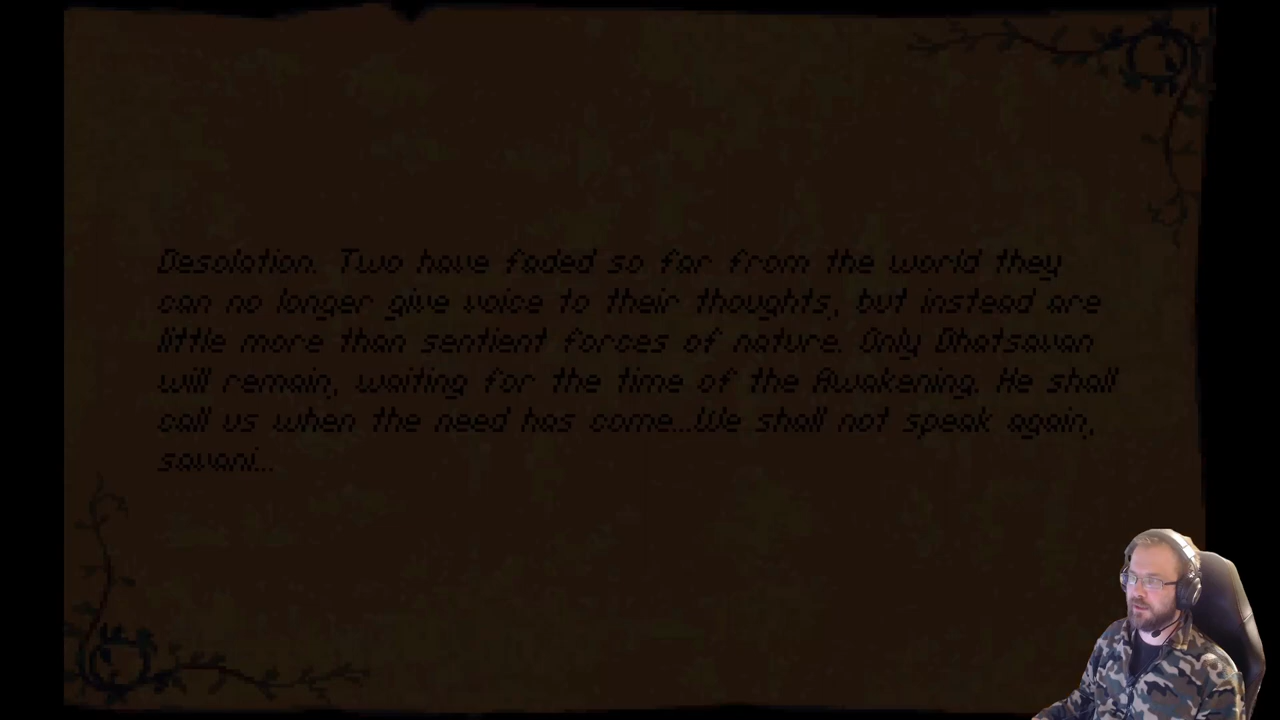 Desolation. Two have faded so far from the world they
can no longer give voice to their thoughts, but instead are
little more than sentient forces of nature. Only Dhatsavan
will remain, waiting for the time of the Awakening. He shall
call us when the need has come...We shall not speak again,
savani...